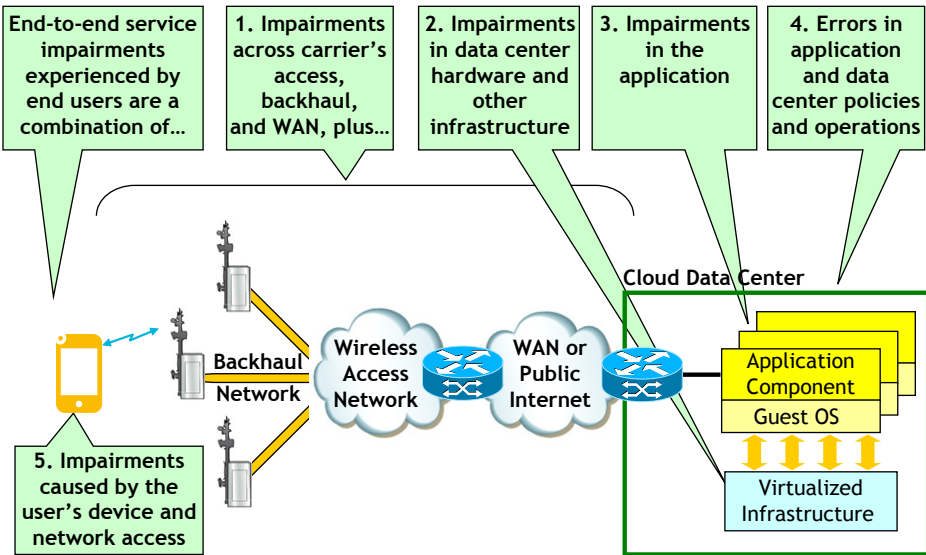 End-to-end service
impairments
experienced by
end users are a
combination of…
1. Impairments
across carrier’s
access,
backhaul,
and WAN, plus…
2. Impairments
in data center
hardware and
other
infrastructure
3. Impairments
in the
application
4. Errors in
application
and data
center policies
and operations
Cloud Data Center
Backhaul
Network
Wireless
Access
Network
WAN or
Public
Internet
Application
Component
Guest OS
Virtualized
Infrastructure
5. Impairments
caused by the
user’s device and
network access